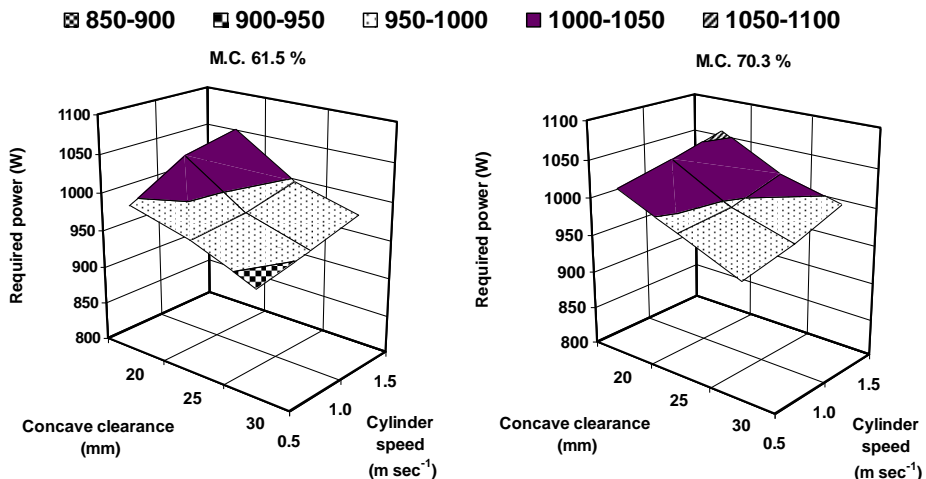 850-900 900-950 950-1000 1000-1050 1050-1100
M.C. 61.5 %
1100
1050
1000
950
900
850
800
Required power (W)
20
25
30
Concave clearance
(mm)
0.5
1.0
1.5
Cylinder
speed
(m sec⁻¹)
M.C. 70.3 %
1100
1050
1000
950
900
850
800
Required power (W)
20
25
30
Concave clearance
(mm)
0.5
1.0
1.5
Cylinder
speed
(m sec⁻¹)